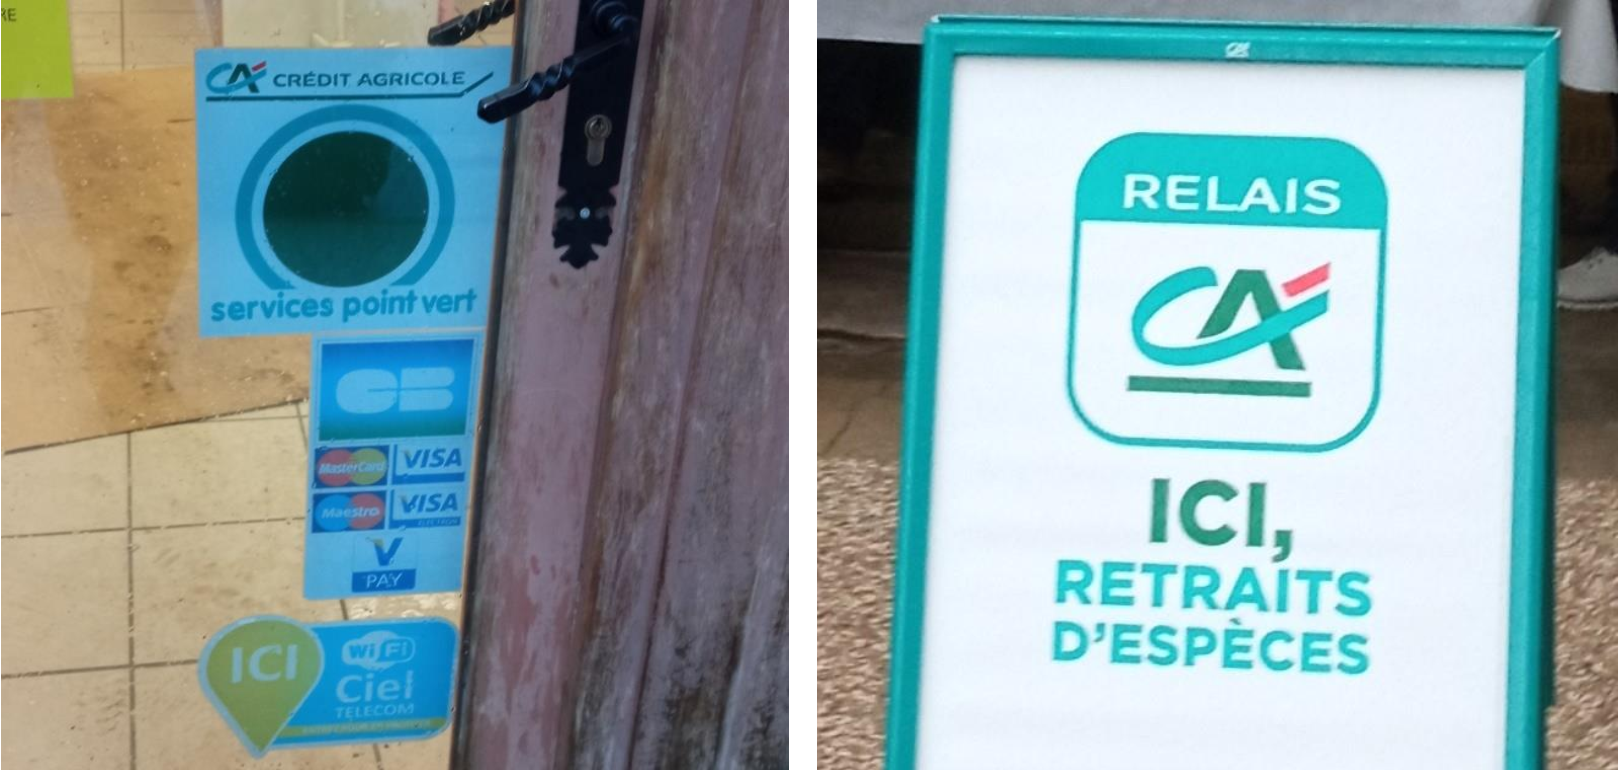 RE
CA CRÉDIT AGRICOLE
services point vert
CB
MasterCard VISA
Maestro VISA
ELECTRON
V
PAY
ICI
WiFi
Ciel
TELECOM
CA
RELAIS
CA
ICI,
RETRAITS
D'ESPÈCES